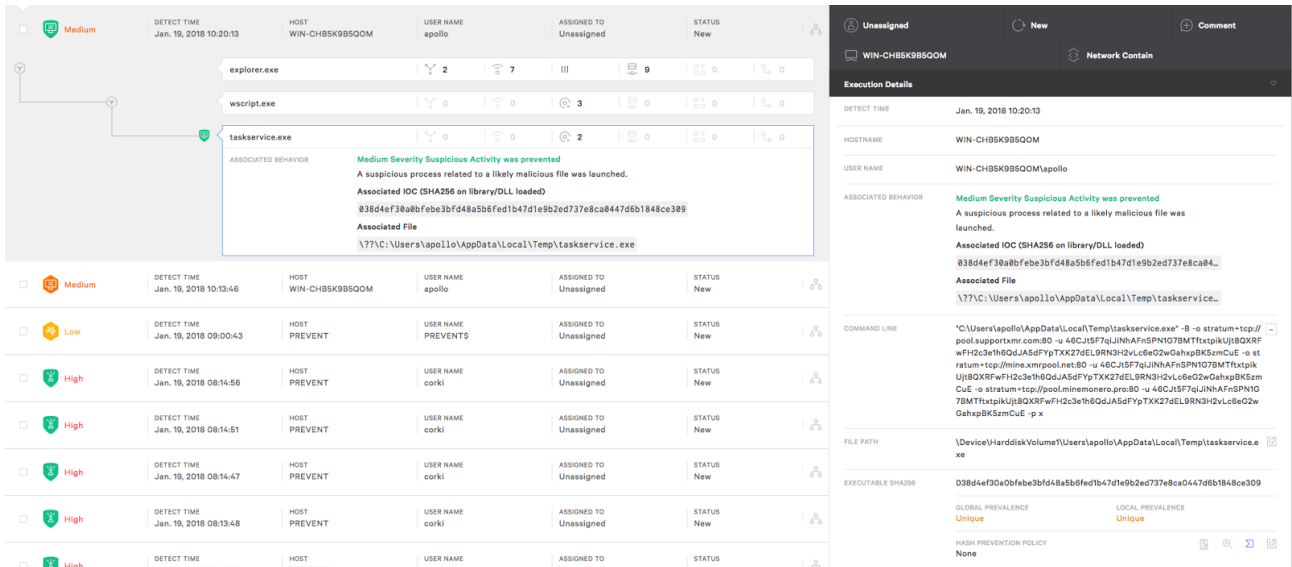 Medium
DETECT TIME
Jan. 19, 2018 10:20:13
HOST
WIN-CHB5K9B5QOM
USER NAME
apollo
ASSIGNED TO
Unassigned
STATUS
New
explorer.exe 2 7 9 0 0
wscript.exe 0 0 3 0 0 0
taskservice.exe 0 0 2 0 0 0
ASSOCIATED BEHAVIOR
Medium Severity Suspicious Activity was prevented
A suspicious process related to a likely malicious file was launched.
Associated IOC (SHA256 on library/DLL loaded)
038d4ef30a0bfebe3bfd48a5b6fed1b47d1e9b2ed737e8ca0447d6b1848ce309
Associated File
\??\C:\Users\apollo\AppData\Local\Temp\taskservice.exe
Medium
DETECT TIME
Jan. 19, 2018 10:13:46
HOST
WIN-CHB5K9B5QOM
USER NAME
apollo
ASSIGNED TO
Unassigned
STATUS
New
Low
DETECT TIME
Jan. 19, 2018 09:00:43
HOST
PREVENT
USER NAME
PREVENT$
ASSIGNED TO
Unassigned
STATUS
New
High
DETECT TIME
Jan. 19, 2018 08:14:56
HOST
PREVENT
USER NAME
corki
ASSIGNED TO
Unassigned
STATUS
New
High
DETECT TIME
Jan. 19, 2018 08:14:51
HOST
PREVENT
USER NAME
corki
ASSIGNED TO
Unassigned
STATUS
New
High
DETECT TIME
Jan. 19, 2018 08:14:47
HOST
PREVENT
USER NAME
corki
ASSIGNED TO
Unassigned
STATUS
New
High
DETECT TIME
Jan. 19, 2018 08:13:48
HOST
PREVENT
USER NAME
corki
ASSIGNED TO
Unassigned
STATUS
New
High
DETECT TIME
HOST
USER NAME
ASSIGNED TO
STATUS
Unassigned
New
Comment
WIN-CHB5K9B5QOM
Network Contain
Execution Details
DETECT TIME
Jan. 19, 2018 10:20:13
HOSTNAME
WIN-CHB5K9B5QOM
USER NAME
WIN-CHB5K9B5QOM\apollo
ASSOCIATED BEHAVIOR
Medium Severity Suspicious Activity was prevented
A suspicious process related to a likely malicious file was
launched.
Associated IOC (SHA256 on library/DLL loaded)
038d4ef30a0bfebe3bfd48a5b6fed1b47d1e9b2ed737e8ca04…
Associated File
\??\C:\Users\apollo\AppData\Local\Temp\taskservice…
COMMAND LINE
"C:\Users\apollo\AppData\Local\Temp\taskservice.exe" -B -o stratum+tcp://
pool.supportxmr.com:80 -u 46CJt5F7qiJiNhAFnSPN1G7BMTftxtpikUjt8QXRF
wFH2c3e1h6QdJA5dFYpTXK27dEL9RN3H2vLc6eG2wGahxpBK5zmCuE -o st
ratum+tcp://mine.xmrpool.net:80 -u 46CJt5F7qiJiNhAFnSPN1G7BMTftxtpik
Ujt8QXRFwFH2c3e1h6QdJA5dFYpTXK27dEL9RN3H2vLc6eG2wGahxpBK5zm
CuE -o stratum+tcp://pool.minemonero.pro:80 -u 46CJt5F7qiJiNhAFnSPN1G
7BMTftxtpikUjt8QXRFwFH2c3e1h6QdJA5dFYpTXK27dEL9RN3H2vLc6eG2w
GahxpBK5zmCuE -p x
FILE PATH
\Device\HarddiskVolume1\Users\apollo\AppData\Local\Temp\taskservice.e
xe
EXECUTABLE SHA256
038d4ef30a0bfebe3bfd48a5b6fed1b47d1e9b2ed737e8ca0447d6b1848ce309
GLOBAL PREVALENCE
Unique
LOCAL PREVALENCE
Unique
HASH PREVENTION POLICY
None